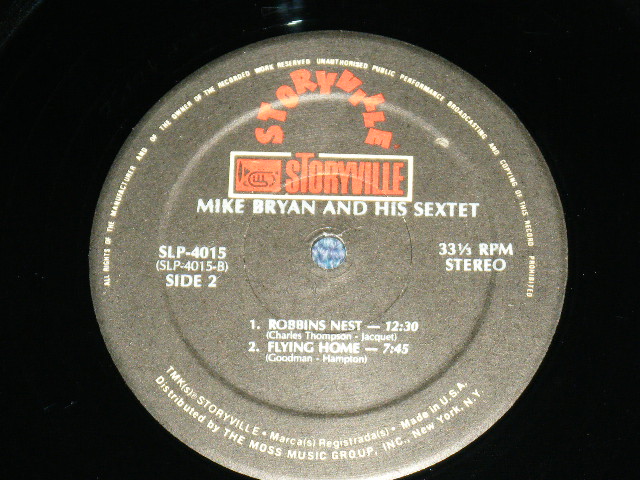 ALL RIGHTS OF THE MANUFACTURER AND OF THE OWNER OF THE RECORDED WORK RESERVED UNAUTHORISED PUBLIC PERFORMANCE BROADCASTING AND COPYING OF THIS RECORD PROHIBITED
STORYVILLE
STORYVILLE
MIKE BRYAN AND HIS SEXTET
SLP-4015
(SLP-4015-B)
SIDE 2
33⅓ RPM
STEREO
1. ROBBINS NEST — 12:30
(Charles Thompson - Jacquet)
2. FLYING HOME — 7:45
(Goodman - Hampton)
TMK(s)® STORYVILLE • Marca(s) Registrada(s) • Made in U.S.A.
Distributed by THE MOSS MUSIC GROUP, INC., New York, N.Y.